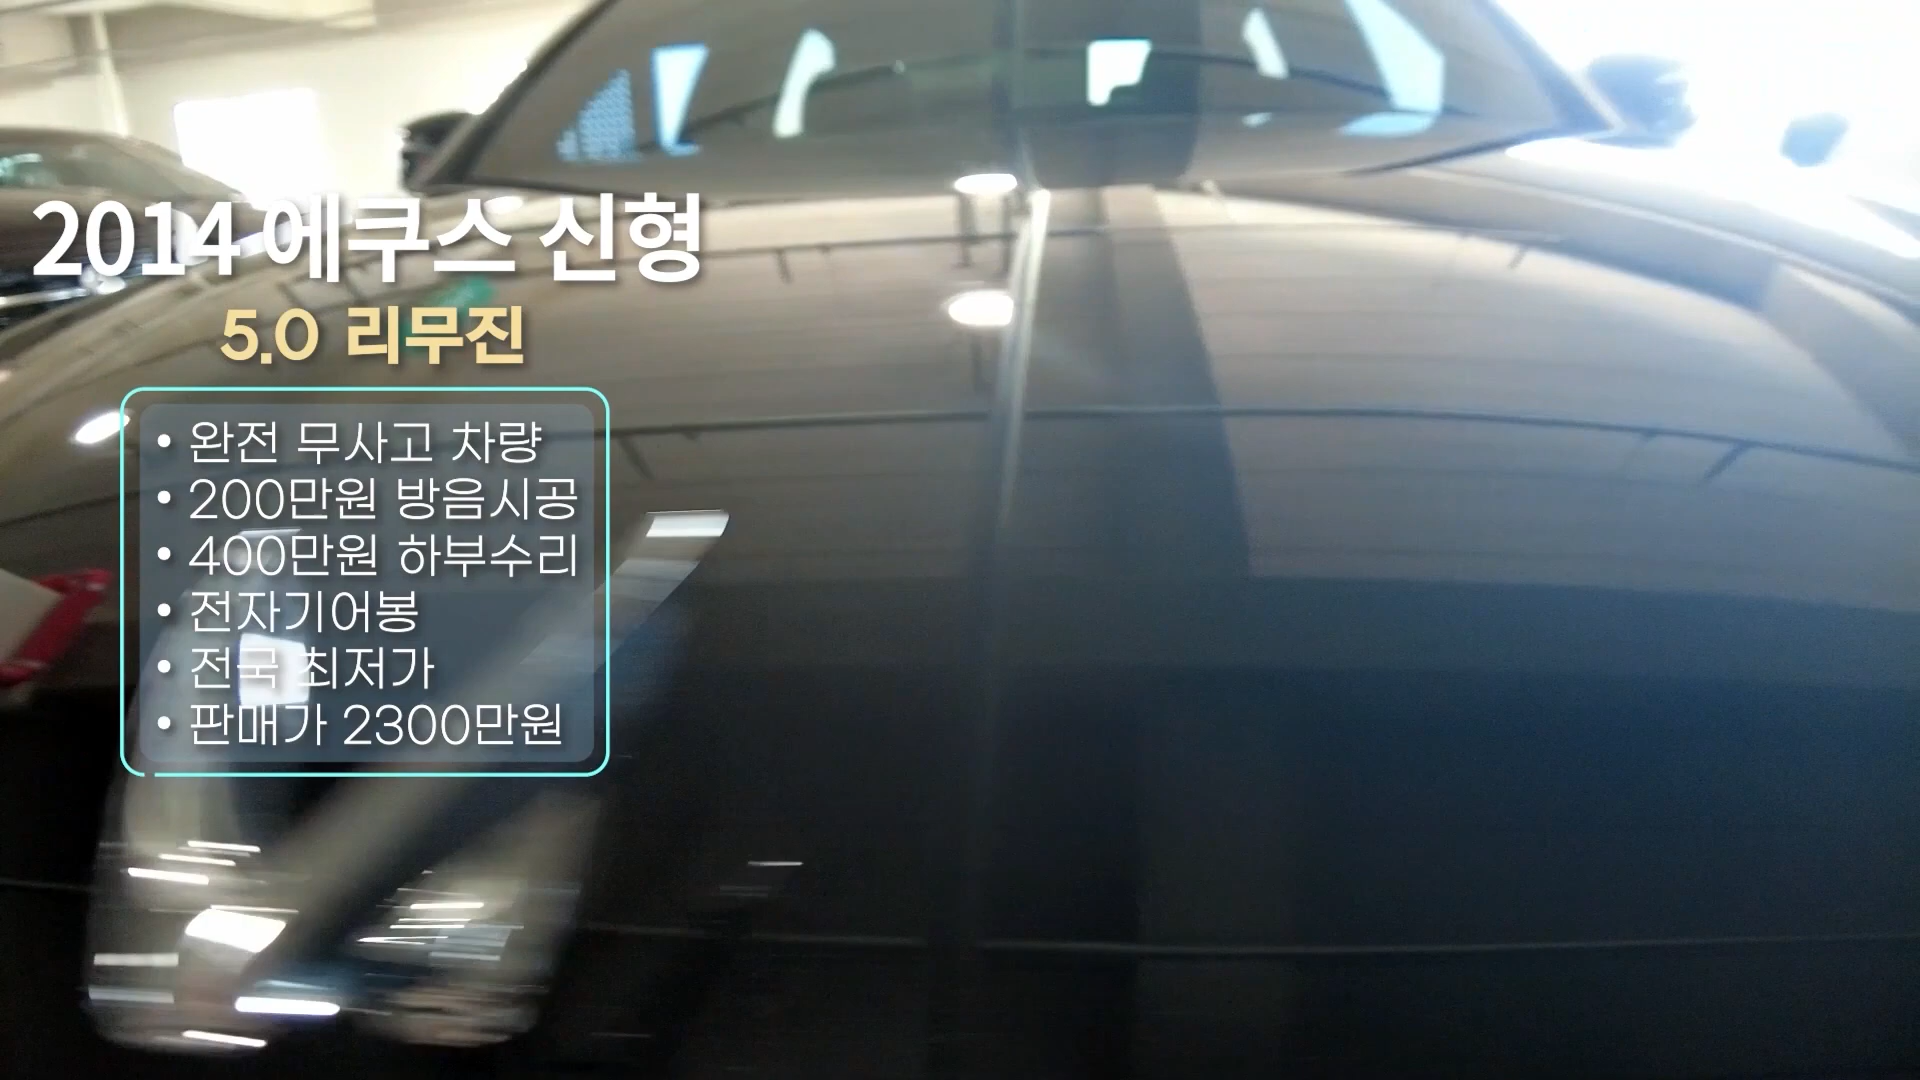 2014 에쿠스 신형
5.0 리무진
• 완전 무사고 차량
• 200만원 방음시공
• 400만원 하부수리
• 전자기어봉
• 전국 최저가
• 판매가 2300만원